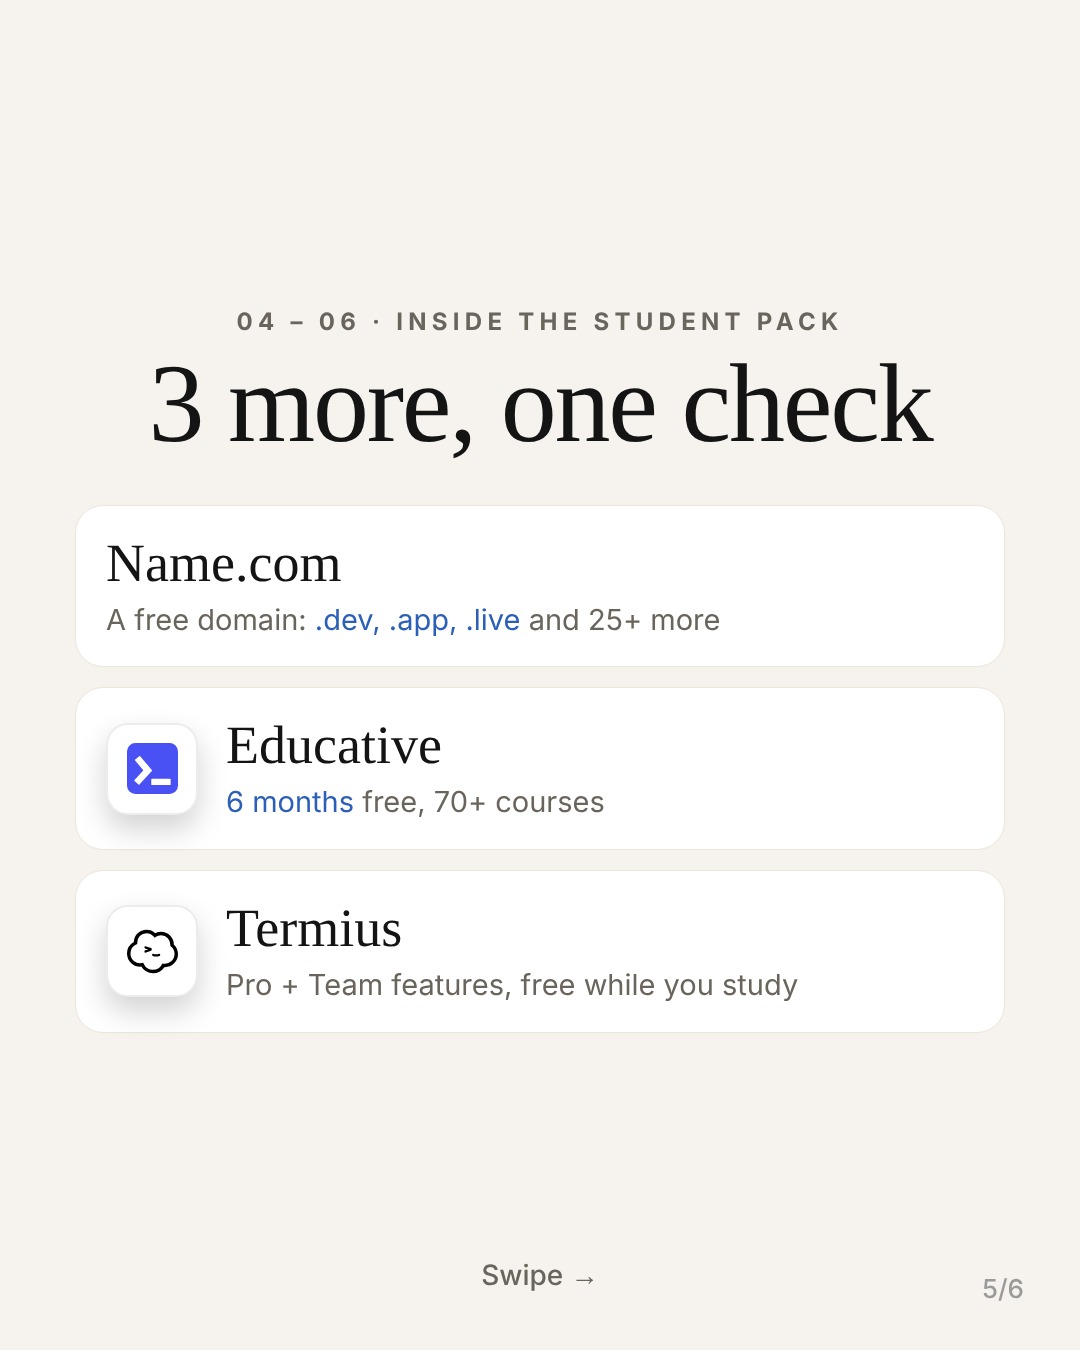 04 – 06 · INSIDE THE STUDENT PACK
3 more, one check
Name.com
A free domain: .dev, .app, .live and 25+ more
Educative
6 months free, 70+ courses
Termius
Pro + Team features, free while you study
Swipe →
5/6